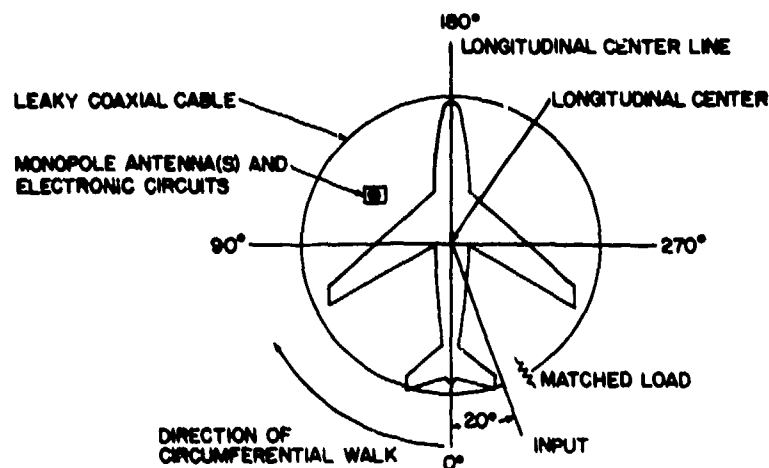 180°
LONGITUDINAL CENTER LINE
LEAKY COAXIAL CABLE
LONGITUDINAL CENTER
MONOPOLE ANTENNA(S) AND
ELECTRONIC CIRCUITS
90°
270°
MATCHED LOAD
20°
INPUT
DIRECTION OF
CIRCUMFERENTIAL WALK
0°